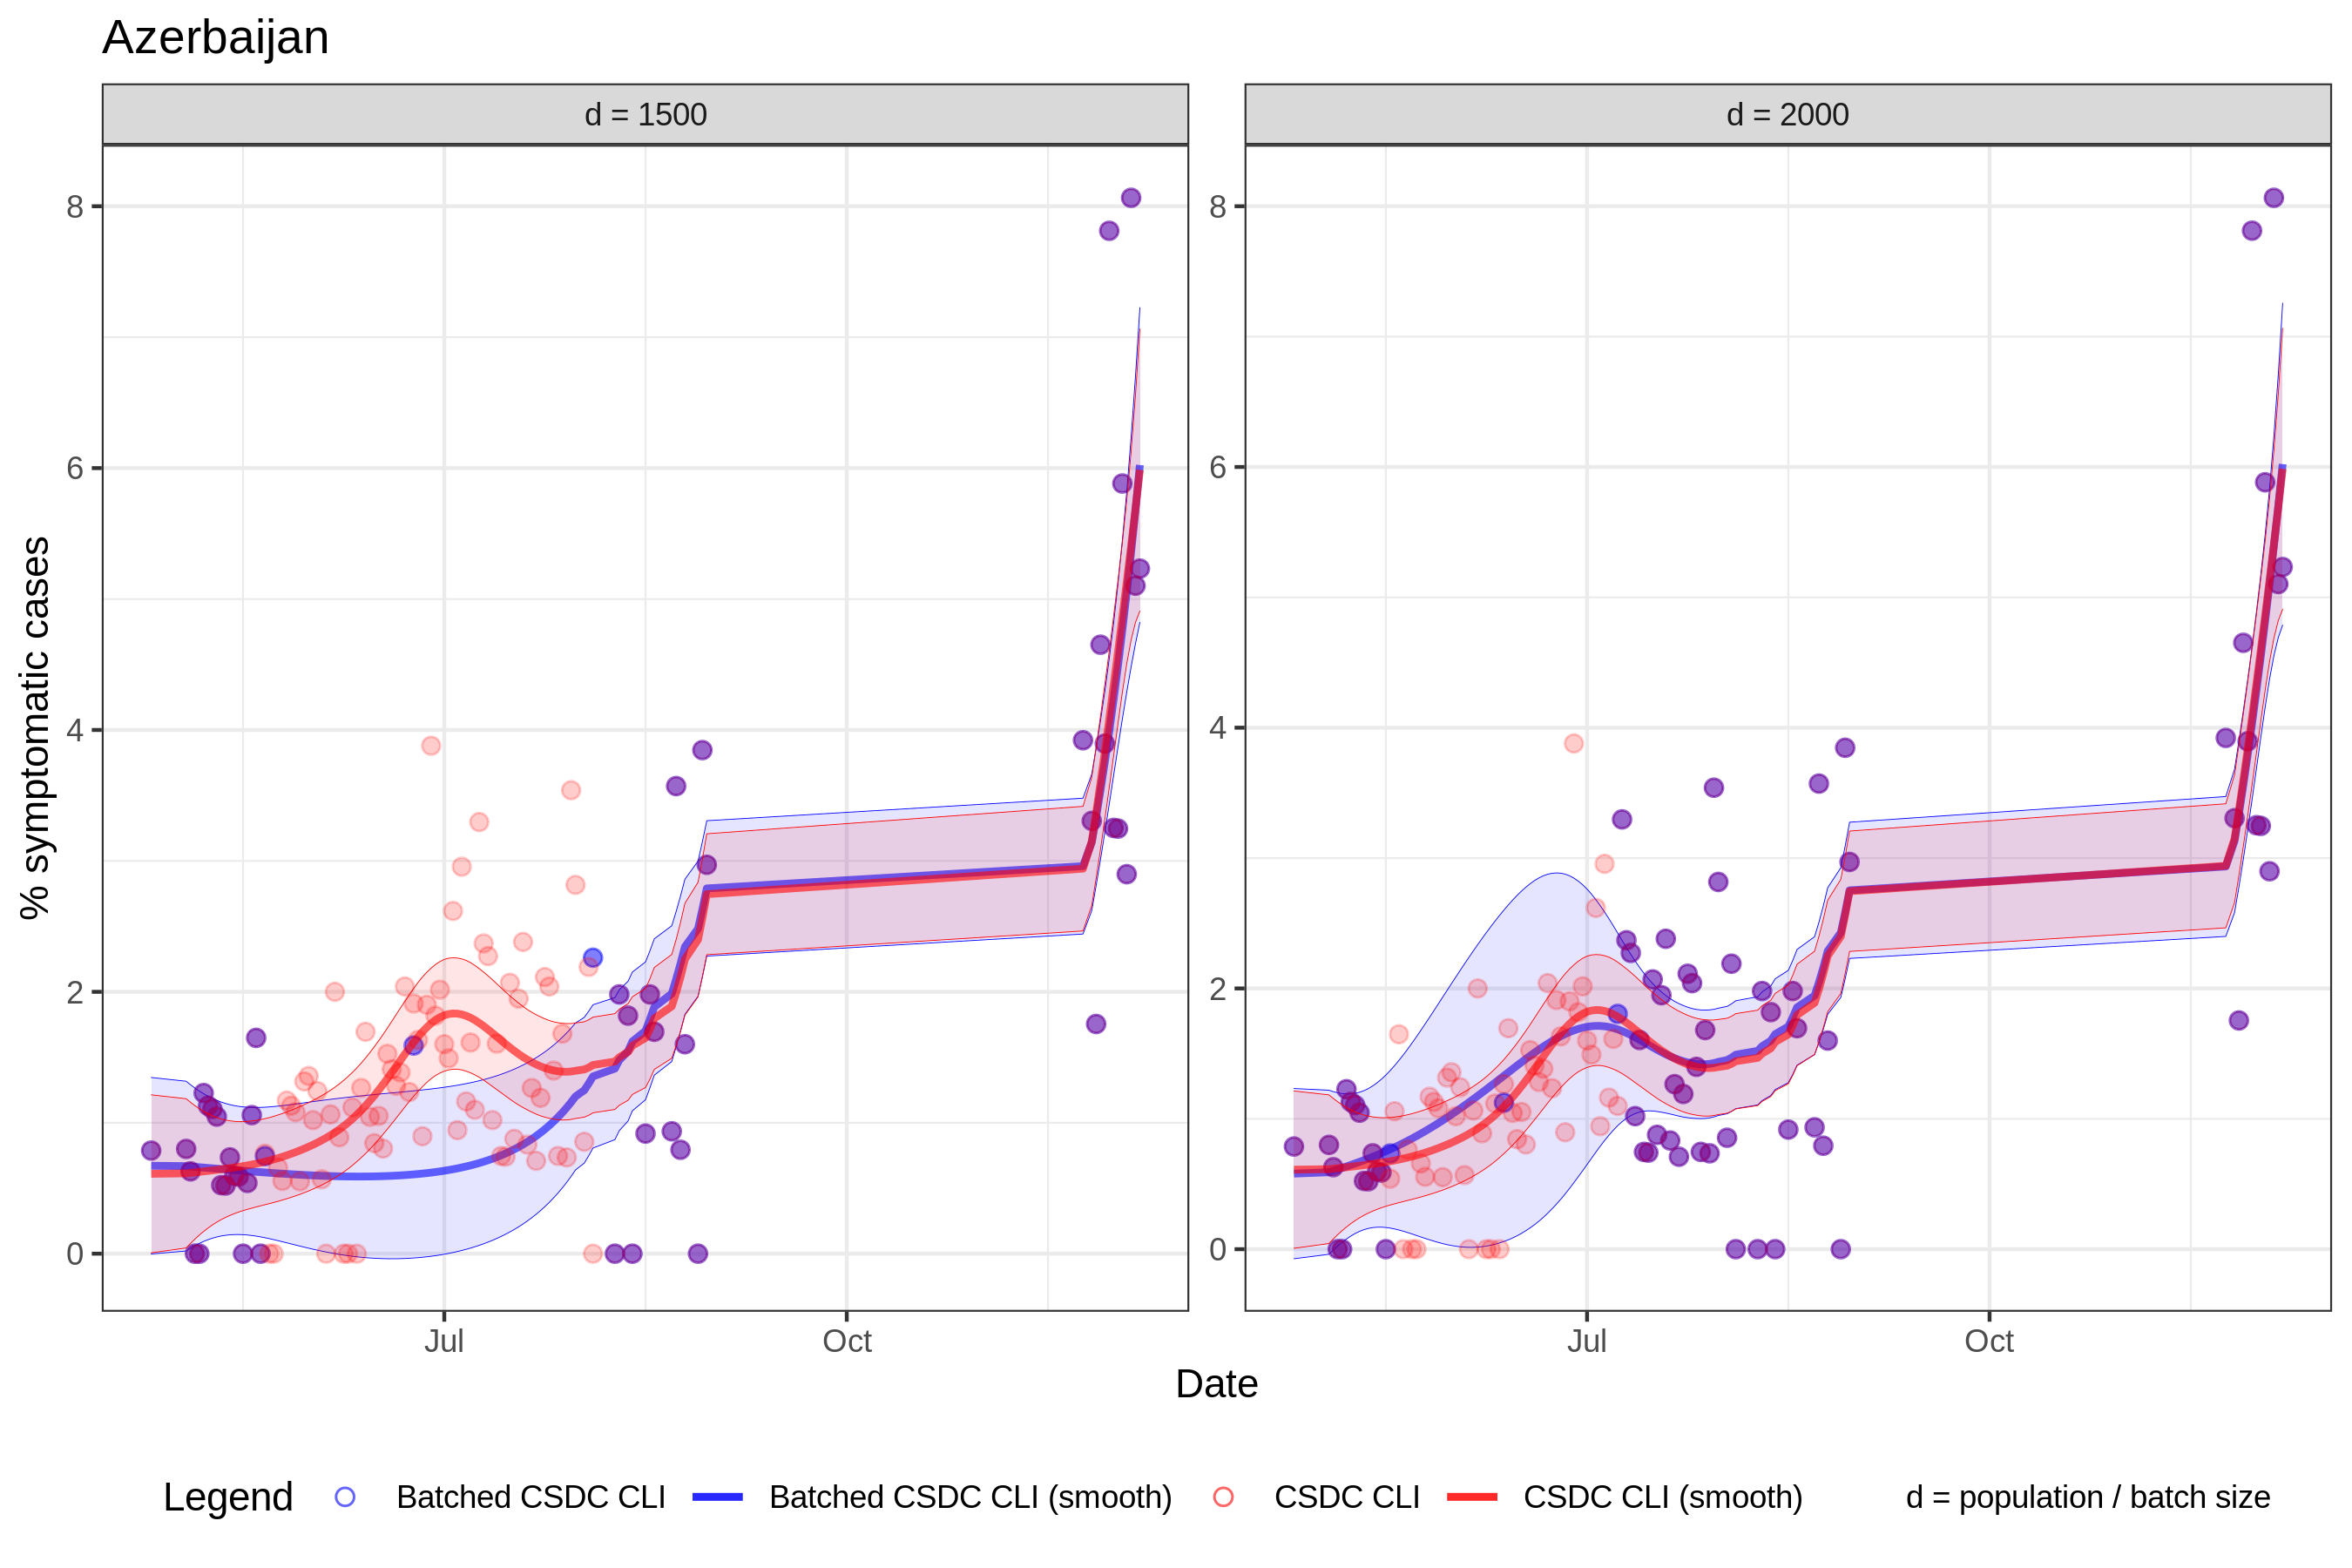 Azerbaijan
d = 1500
d = 2000
% symptomatic cases
8
6
4
2
0
8
6
4
2
0
Jul
Oct
Jul
Oct
Date
Legend
Batched CSDC CLI
Batched CSDC CLI (smooth)
CSDC CLI
CSDC CLI (smooth)
d = population / batch size